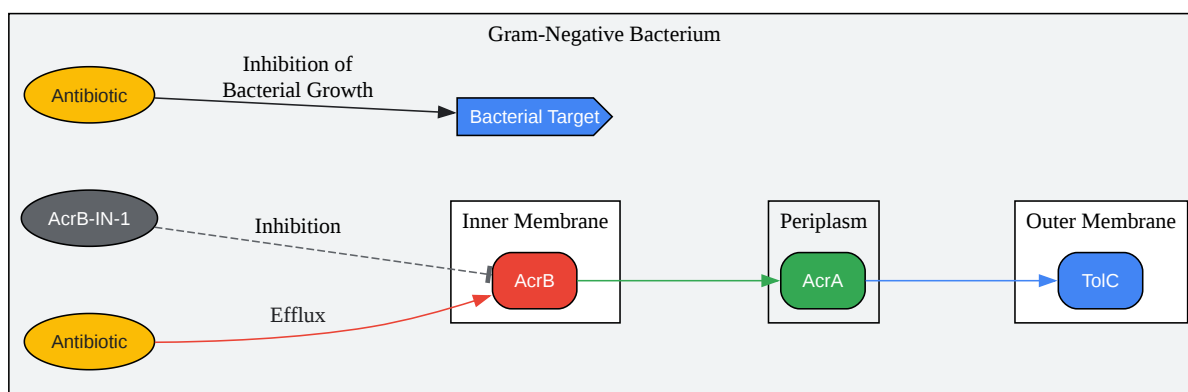 Gram-Negative Bacterium
Inhibition of
Bacterial Growth
Antibiotic
Bacterial Target
AcrB-IN-1
Inhibition
Inner Membrane
Periplasm
Outer Membrane
AcrB
AcrA
TolC
Efflux
Antibiotic